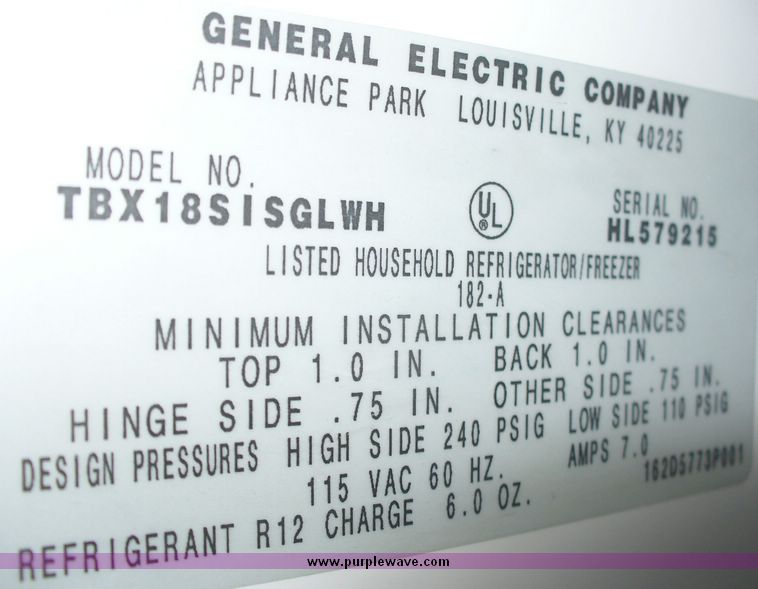 GENERAL ELECTRIC COMPANY
APPLIANCE PARK LOUISVILLE, KY 40225
MODEL NO. SERIAL NO.
TBX18SISGLWH UL ® HL579215
LISTED HOUSEHOLD REFRIGERATOR/FREEZER
182-A
MINIMUM INSTALLATION CLEARANCES
TOP 1.0 IN. BACK 1.0 IN.
HINGE SIDE .75 IN. OTHER SIDE .75 IN.
DESIGN PRESSURES HIGH SIDE 240 PSIG LOW SIDE 110 PSIG
115 VAC 60 HZ. AMPS 7.0
REFRIGERANT R12 CHARGE 6.0 OZ. 162D5773P001
www.purplewave.com